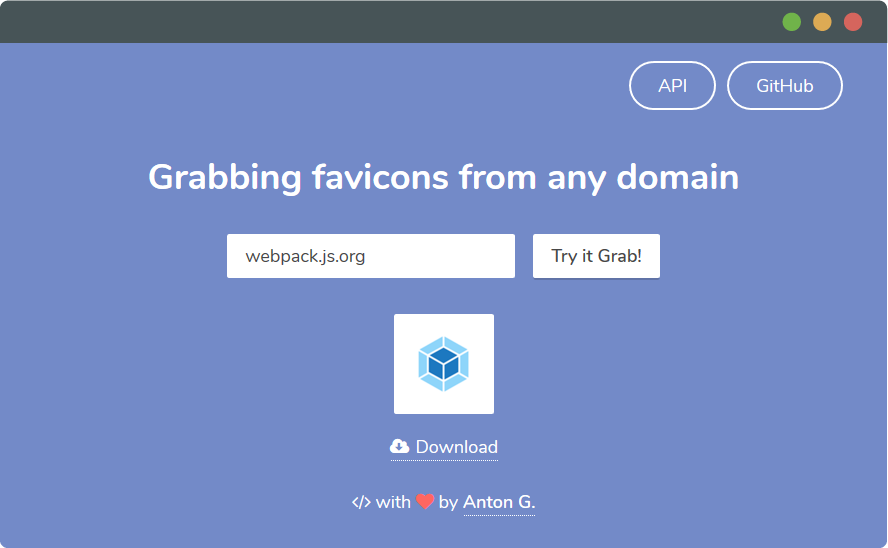 API GitHub
Grabbing favicons from any domain
webpack.js.org Try it Grab!
Download
</> with ❤ by Anton G.